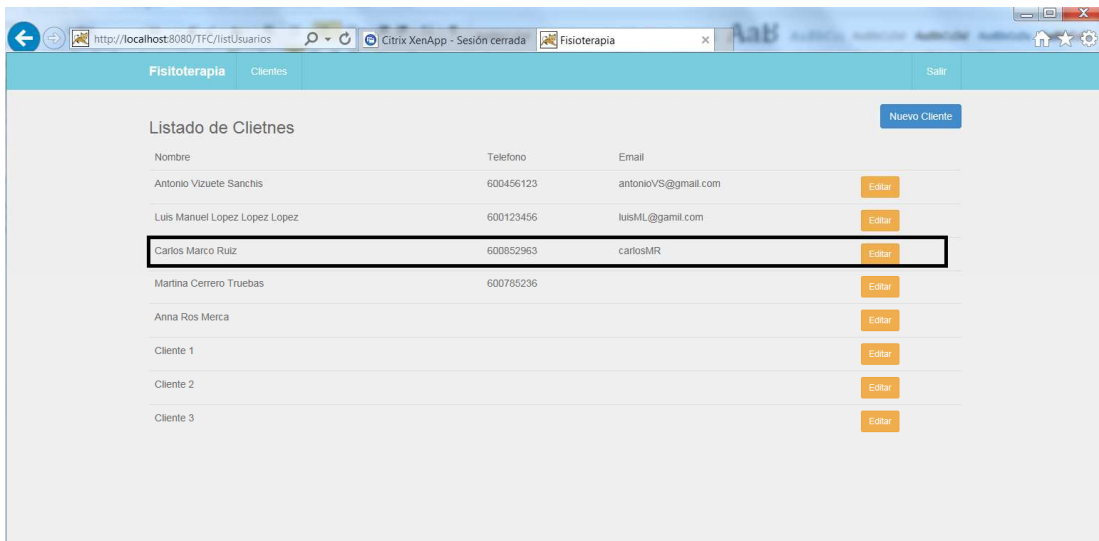 http://localhost:8080/TFC/listUsuarios Citrix XenApp - Sesión cerrada Fisioterapia AaB
Fisitoterapia Clientes Salir
Nuevo Cliente
Listado de Clietnes
Nombre Telefono Email
Antonio Vizuete Sanchis 600456123 antonioVS@gmail.com Editar
Luis Manuel Lopez Lopez Lopez 600123456 luisML@gamil.com Editar
Carlos Marco Ruiz 600852963 carlosMR Editar
Martina Cerrero Truebas 600785236 Editar
Anna Ros Merca Editar
Cliente 1 Editar
Cliente 2 Editar
Cliente 3 Editar